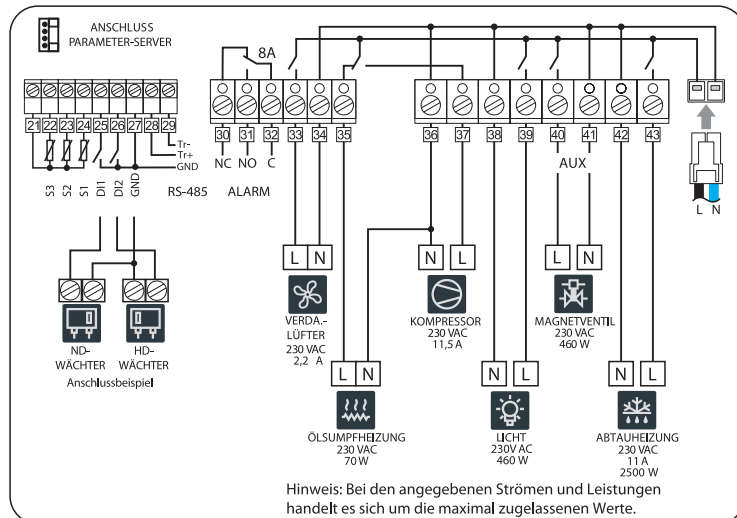 ANSCHLUSS
PARAMETER-SERVER
8A
21 22 23 24 25 26 27 28 29
30 31 32 33 34 35
36 37 38 39 40 41 42 43
Tr-
Tr+
GND
S3 S2 S1 DI1 DI2 GND
RS-485
NC NO C
ALARM
AUX
L N
L N
N L
L N
ND-
WÄCHTER
HD-
WÄCHTER
Anschlussbeispiel
VERDA.-
LÜFTER
230 VAC
2,2 A
KOMPRESSOR
230 VAC
11,5 A
MAGNETVENTIL
230 VAC
460 W
L N
N L
N L
ÖLSUMPFHEIZUNG
230 VAC
70 W
LICHT
230V AC
460 W
ABTAUHEIZUNG
230 VAC
11 A
2500 W
Hinweis: Bei den angegebenen Strömen und Leistungen
handelt es sich um die maximal zugelassenen Werte.